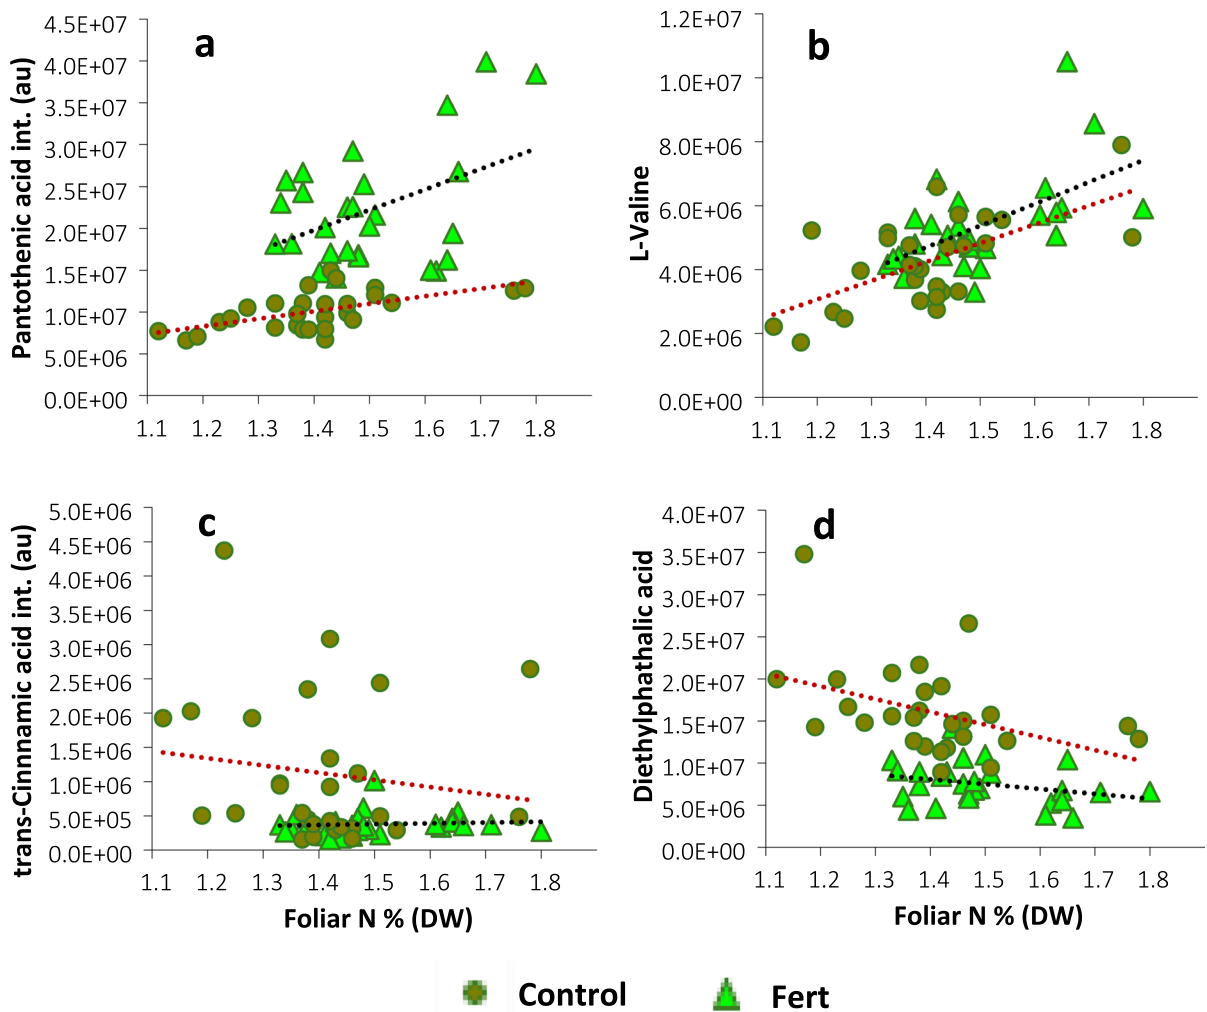 a
Pantothenic acid int. (au)
4.5E+07
4.0E+07
3.5E+07
3.0E+07
2.5E+07
2.0E+07
1.5E+07
1.0E+07
5.0E+06
0.0E+00
1.1 1.2 1.3 1.4 1.5 1.6 1.7 1.8
b
L-Valine
1.2E+07
1.0E+07
8.0E+06
6.0E+06
4.0E+06
2.0E+06
0.0E+00
1.1 1.2 1.3 1.4 1.5 1.6 1.7 1.8
c
trans-Cinnamic acid int. (au)
5.0E+06
4.5E+06
4.0E+06
3.5E+06
3.0E+06
2.5E+06
2.0E+06
1.5E+06
1.0E+06
5.0E+05
0.0E+00
1.1 1.2 1.3 1.4 1.5 1.6 1.7 1.8
Foliar N % (DW)
d
Diethylphathalic acid
4.0E+07
3.5E+07
3.0E+07
2.5E+07
2.0E+07
1.5E+07
1.0E+07
5.0E+06
0.0E+00
1.1 1.2 1.3 1.4 1.5 1.6 1.7 1.8
Foliar N % (DW)
Control Fert